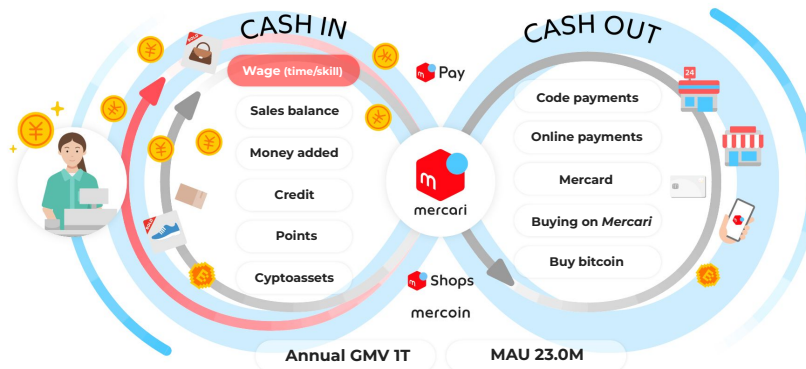 CASH IN
CASH OUT
Wage (time/skill)
Sales balance
Money added
Credit
Points
Cyptoassets
Pay
mercari
Shops
mercoin
24
Code payments
Online payments
Mercard
Buying on Mercari
Buy bitcoin
Annual GMV 1T
MAU 23.0M